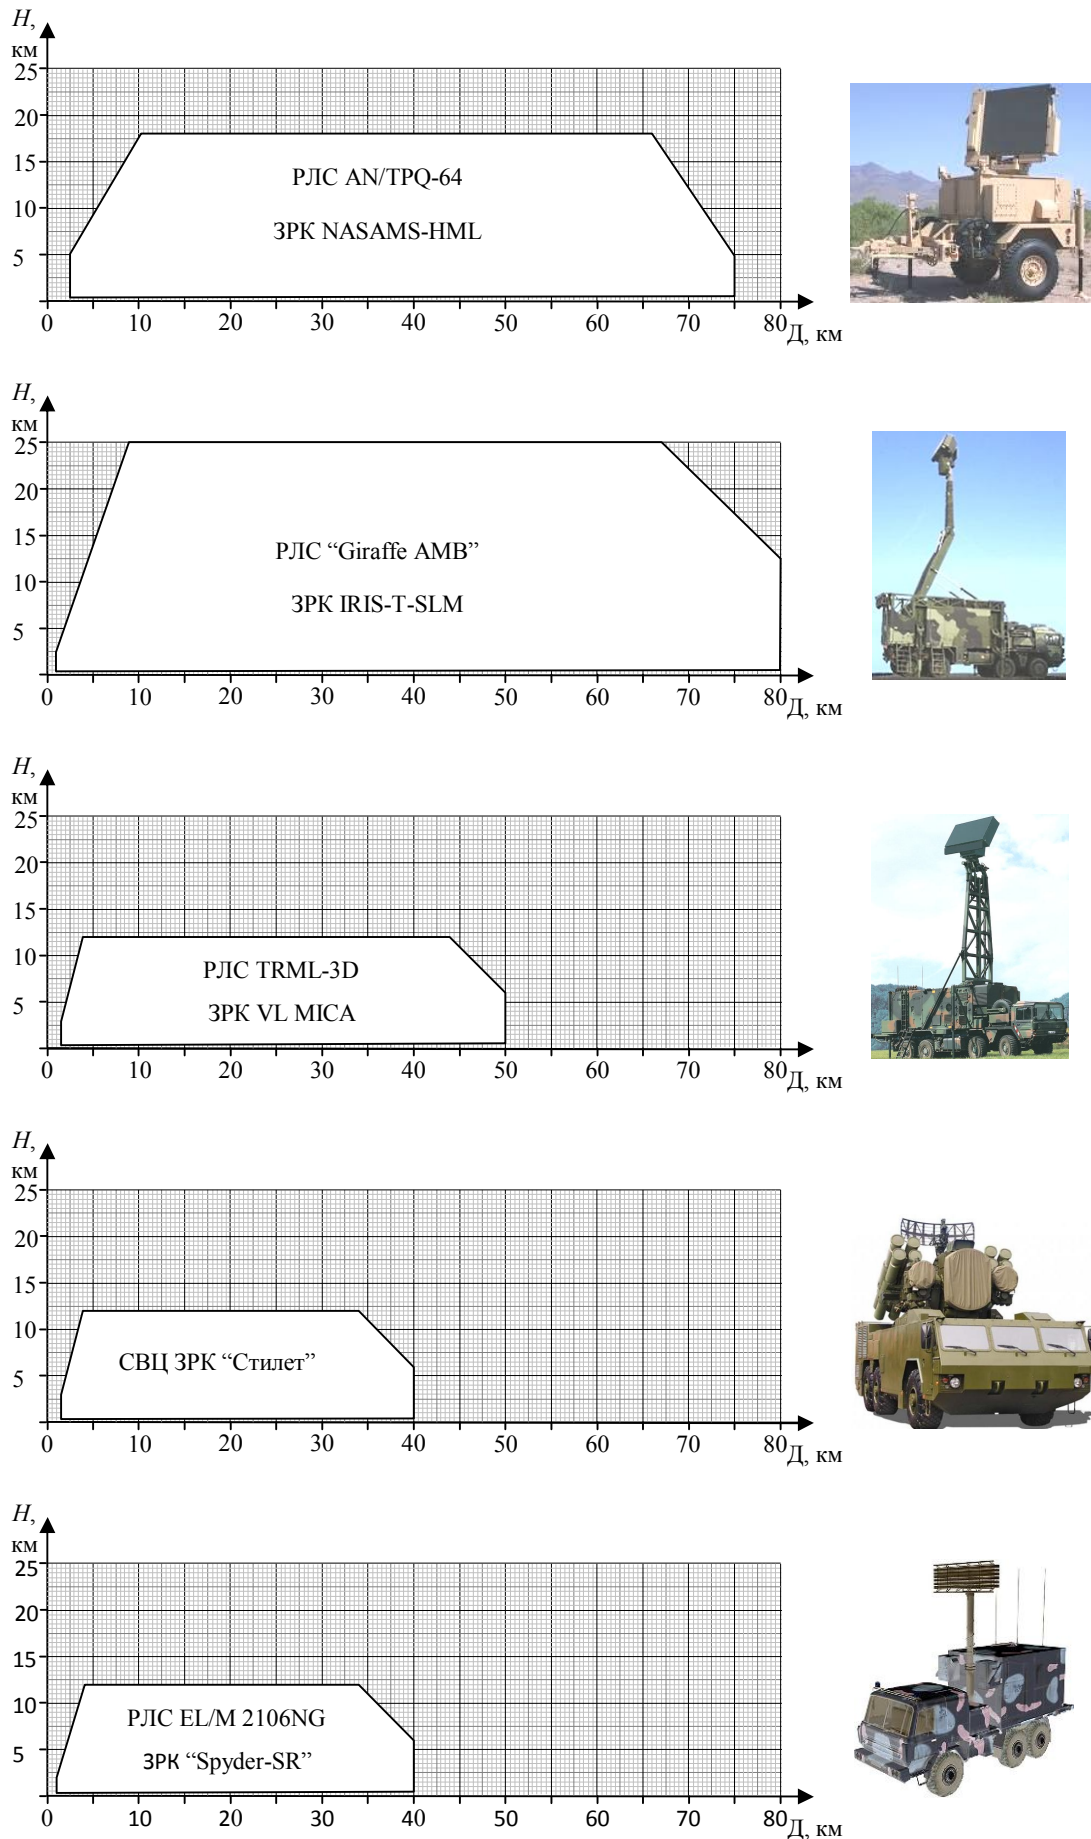 H,
км
25
20
15
10
5
РЛС AN/TPQ-64
ЗРК NASAMS-HML
0 10 20 30 40 50 60 70 80 Д, км
H,
км
25
20
15
10
5
РЛС “Giraffe AMB”
ЗРК IRIS-T-SLM
0 10 20 30 40 50 60 70 80 Д, км
H,
км
25
20
15
10
5
РЛС TRML-3D
ЗРК VL MICA
0 10 20 30 40 50 60 70 80 Д, км
H,
км
25
20
15
10
5
СВЦ ЗРК “Стилет”
0 10 20 30 40 50 60 70 80 Д, км
H,
км
25
20
15
10
5
РЛС EL/M 2106NG
ЗРК “Spyder-SR”
0 10 20 30 40 50 60 70 80 Д, км